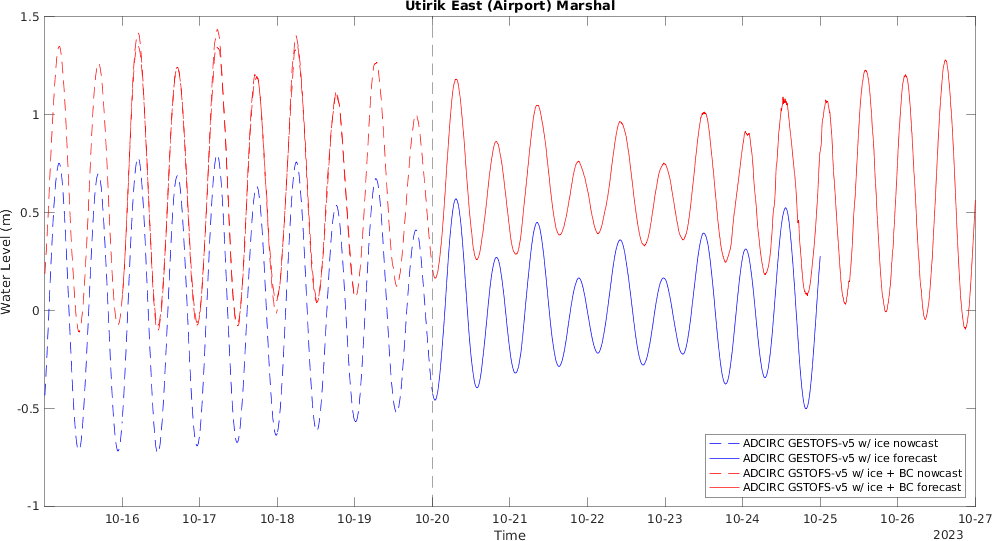 Utirik East (Airport) Marshal
Water Level (m)
1.5
1
0.5
0
-0.5
-1
10-16
10-17
10-18
10-19
10-20
10-21
10-22
10-23
10-24
10-25
10-26
10-27
Time
2023
ADCIRC GESTOFS-v5 w/ ice nowcast
ADCIRC GESTOFS-v5 w/ ice forecast
ADCIRC GSTOFS-v5 w/ ice + BC nowcast
ADCIRC GSTOFS-v5 w/ ice + BC forecast